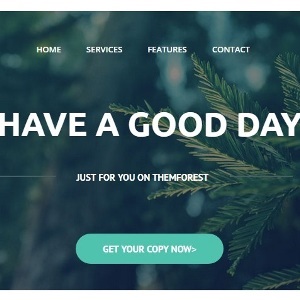 HOME SERVICES FEATURES CONTACT
HAVE A GOOD DAY
JUST FOR YOU ON THEMFOREST
GET YOUR COPY NOW>